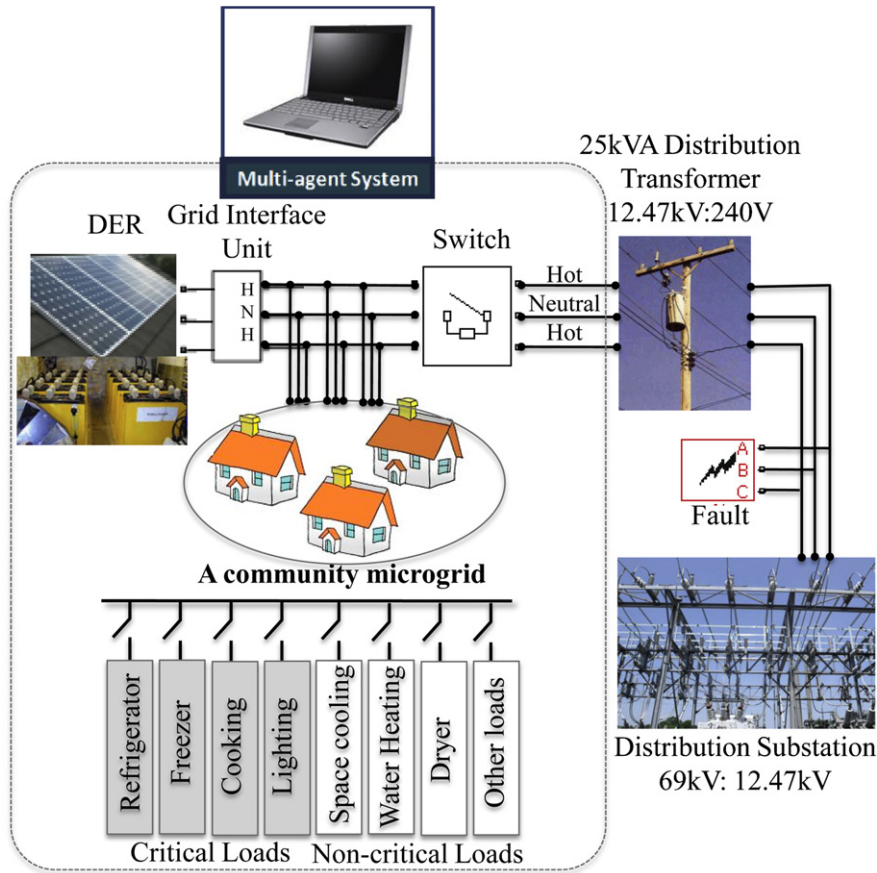 DELL
Multi-agent System
25kVA Distribution
Transformer
12.47kV:240V
DER
Grid Interface
Unit
Switch
H
N
H
Hot
Neutral
Hot
A
B
C
Fault
A community microgrid
Refrigerator
Freezer
Cooking
Lighting
Space cooling
Water Heating
Dryer
Other loads
Critical Loads
Non-critical Loads
Distribution Substation
69kV: 12.47kV